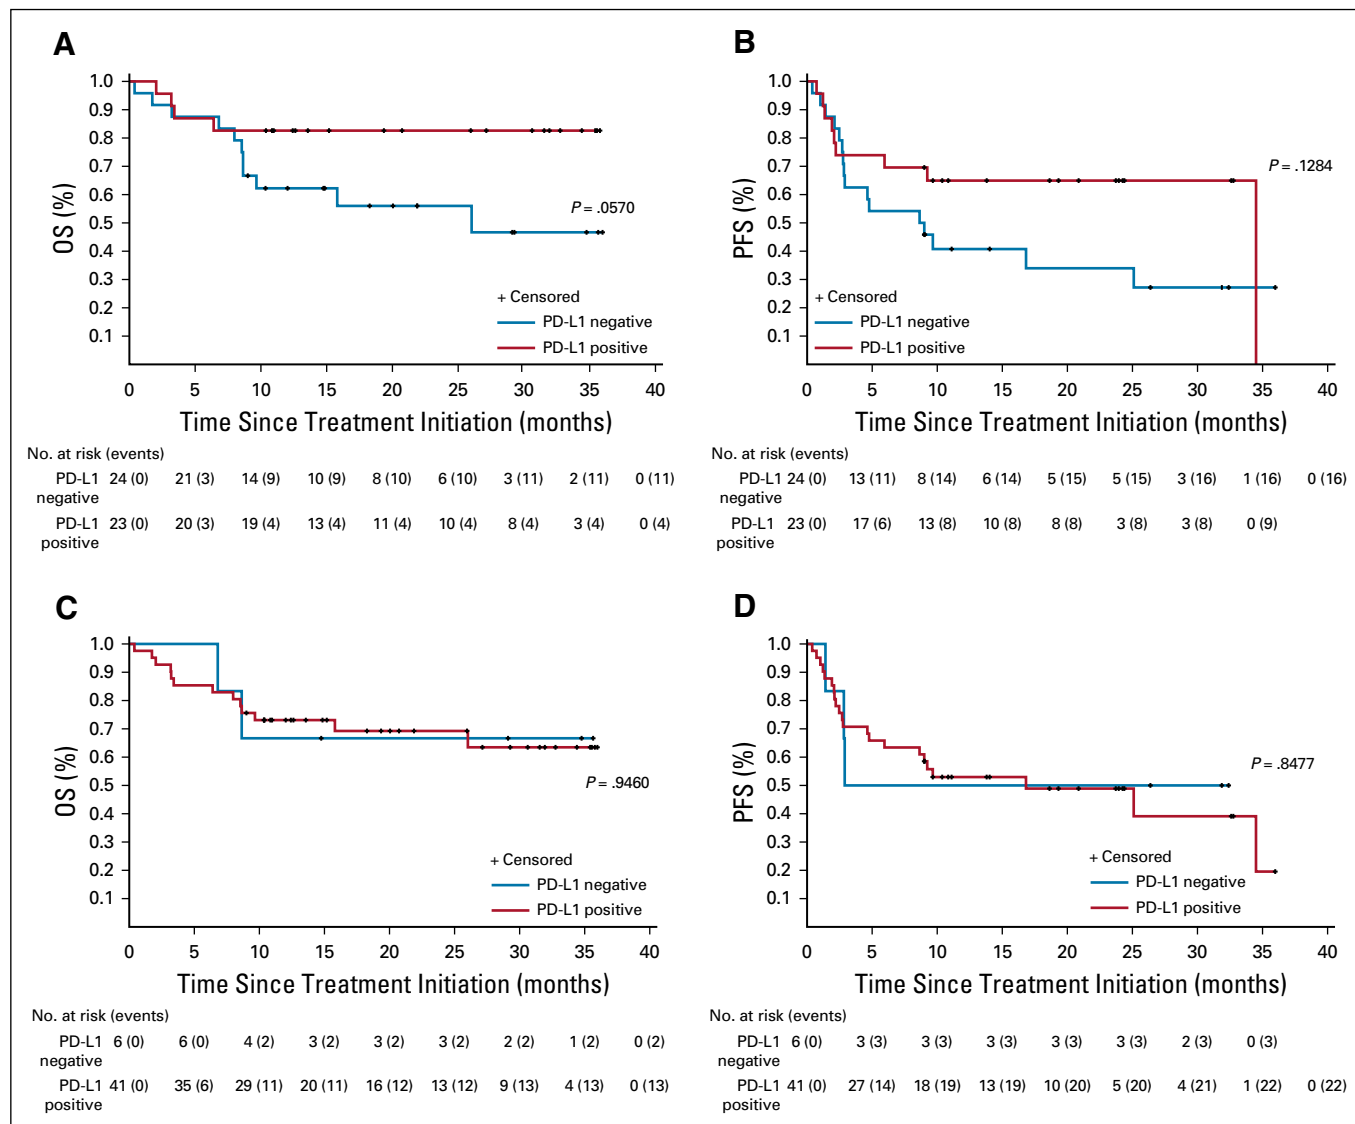 A
1.0
0.9
0.8
0.7
0.6
0.5
0.4
0.3
0.2
0.1
OS (%)
P = .0570
+ Censored
PD-L1 negative
PD-L1 positive
0 5 10 15 20 25 30 35 40
Time Since Treatment Initiation (months)
No. at risk (events)
PD-L1 negative 24 (0) 21 (3) 14 (9) 10 (9) 8 (10) 6 (10) 3 (11) 2 (11) 0 (11)
PD-L1 positive 23 (0) 20 (3) 19 (4) 13 (4) 11 (4) 10 (4) 8 (4) 3 (4) 0 (4)
B
1.0
0.9
0.8
0.7
0.6
0.5
0.4
0.3
0.2
0.1
PFS (%)
P = .1284
+ Censored
PD-L1 negative
PD-L1 positive
0 5 10 15 20 25 30 35 40
Time Since Treatment Initiation (months)
No. at risk (events)
PD-L1 negative 24 (0) 13 (11) 8 (14) 6 (14) 5 (15) 5 (15) 3 (16) 1 (16) 0 (16)
PD-L1 positive 23 (0) 17 (6) 13 (8) 10 (8) 8 (8) 3 (8) 3 (8) 0 (9)
C
1.0
0.9
0.8
0.7
0.6
0.5
0.4
0.3
0.2
0.1
OS (%)
P = .9460
+ Censored
PD-L1 negative
PD-L1 positive
0 5 10 15 20 25 30 35 40
Time Since Treatment Initiation (months)
No. at risk (events)
PD-L1 negative 6 (0) 6 (0) 4 (2) 3 (2) 3 (2) 3 (2) 2 (2) 1 (2) 0 (2)
PD-L1 positive 41 (0) 35 (6) 29 (11) 20 (11) 16 (12) 13 (12) 9 (13) 4 (13) 0 (13)
D
1.0
0.9
0.8
0.7
0.6
0.5
0.4
0.3
0.2
0.1
PFS (%)
P = .8477
+ Censored
PD-L1 negative
PD-L1 positive
0 5 10 15 20 25 30 35 40
Time Since Treatment Initiation (months)
No. at risk (events)
PD-L1 negative 6 (0) 3 (3) 3 (3) 3 (3) 3 (3) 3 (3) 2 (3) 0 (3)
PD-L1 positive 41 (0) 27 (14) 18 (19) 13 (19) 10 (20) 5 (20) 4 (21) 1 (22) 0 (22)